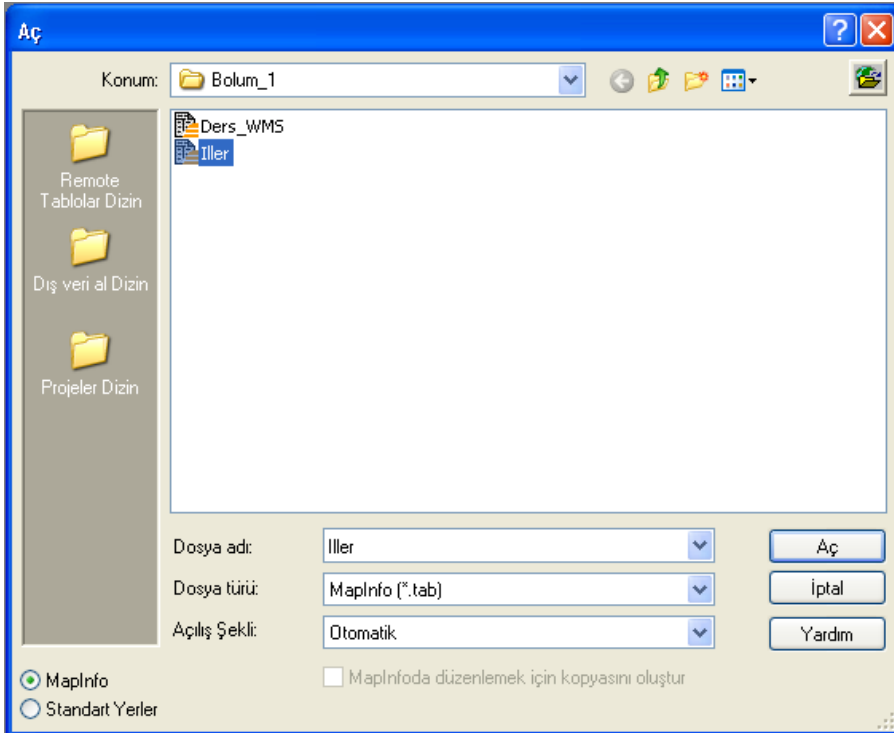 Aç
Konum: Bolum_1
Ders_WMS
Iller
Remote
Tablolar Dizin
Dış veri al Dizin
Projeler Dizin
Dosya adı: Iller Aç
Dosya türü: MapInfo (*.tab) İptal
Açılış Şekli: Otomatik Yardım
MapInfo
MapInfoda düzenlemek için kopyasını oluştur
Standart Yerler